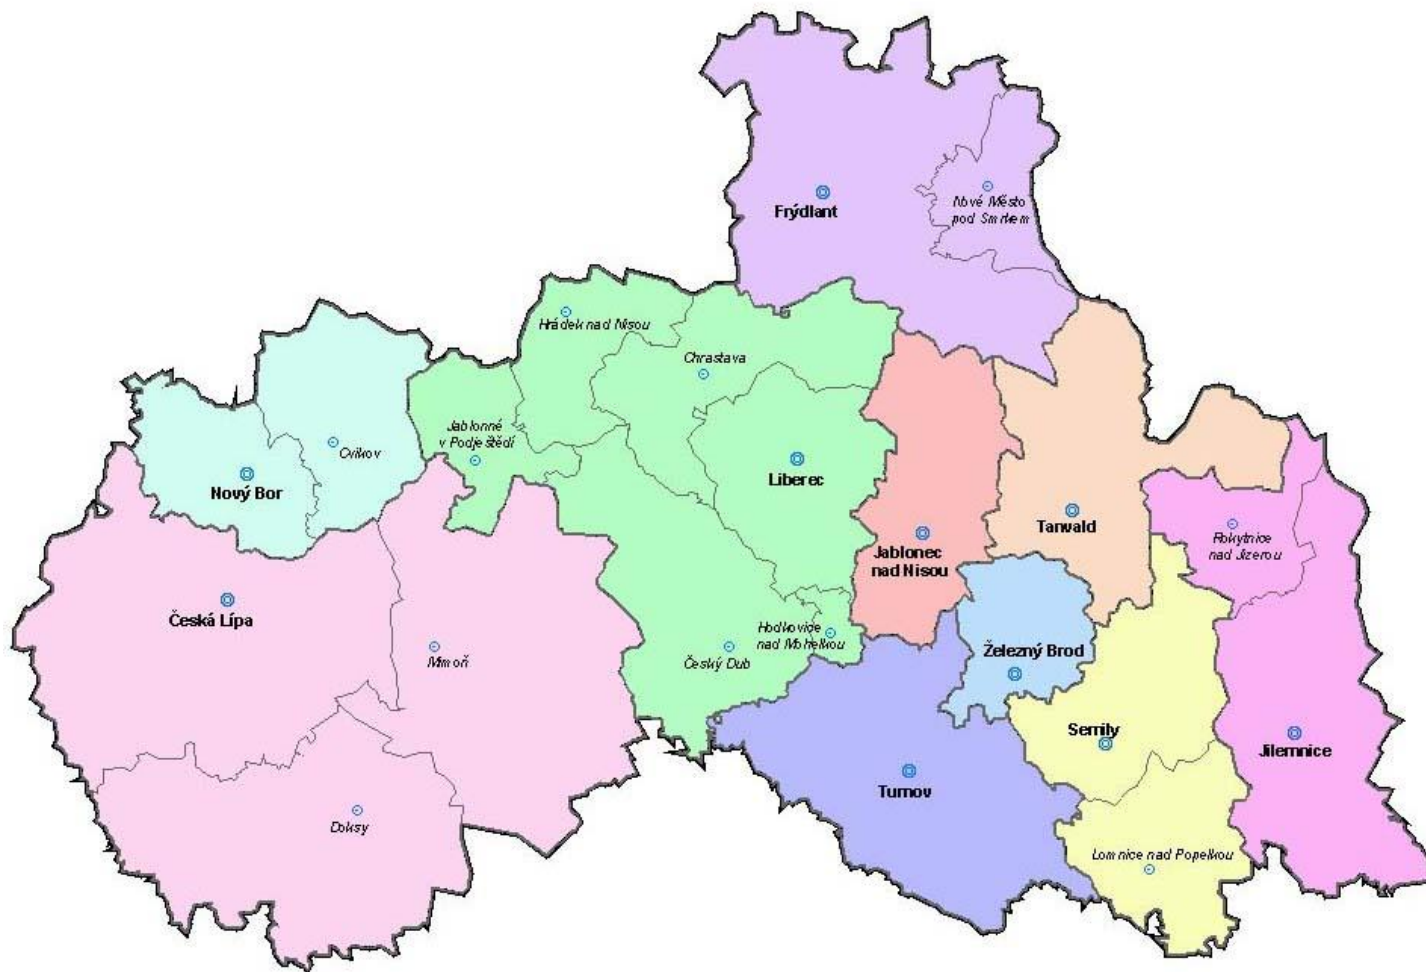 Frýdlant
Nové Město
pod Smrkem
Hrádek nad Nisou
Chrastava
Jablonné
v Podještědí
Cvikov
Nový Bor
Liberec
Tanvald
Rokytnice
nad Jizerou
Jablonec
nad Nisou
Česká Lípa
Mimoň
Český Dub
Hodkovice
nad Mohelkou
Železný Brod
Semily
Jilemnice
Turnov
Doksy
Lomnice nad Popelkou